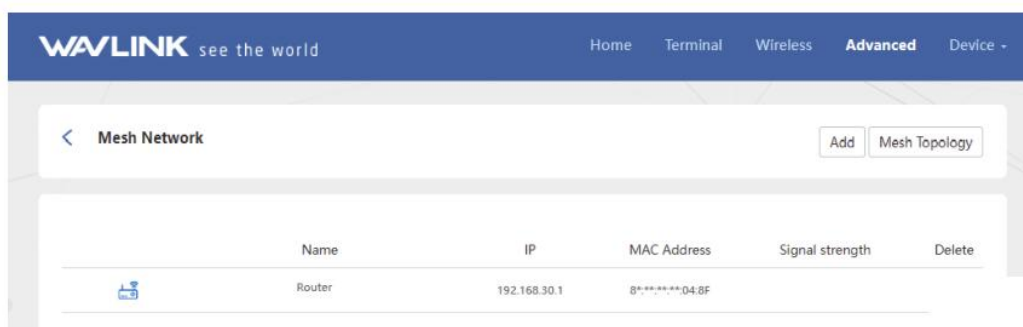 WAVLINK see the world Home Terminal Wireless Advanced Device
Mesh Network Add Mesh Topology
Name IP MAC Address Signal strength Delete
Router 192.168.30.1 8*:**:**:**:04:8F